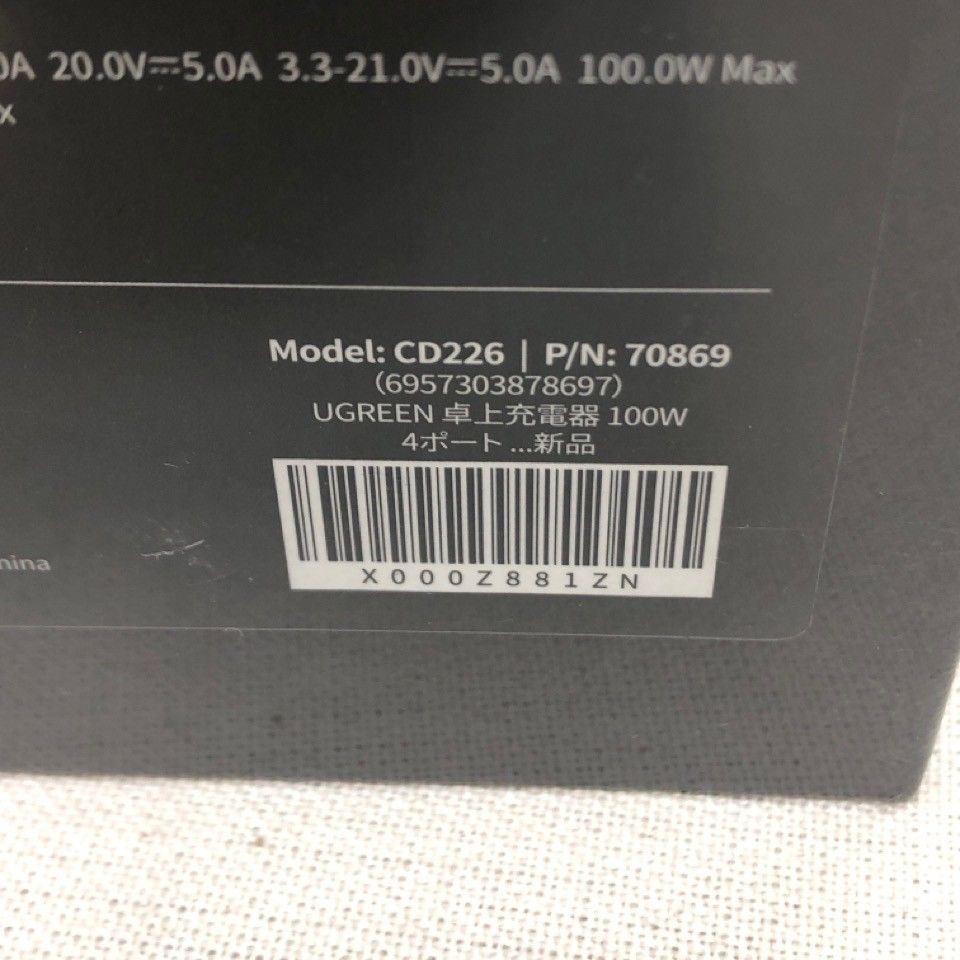 0A 20.0V⎓5.0A 3.3-21.0V⎓5.0A 100.0W Max
x
Model: CD226 | P/N: 70869
(6957303878697)
UGREEN 卓上充電器 100W
4ポート ...新品
X000Z881ZN
hina